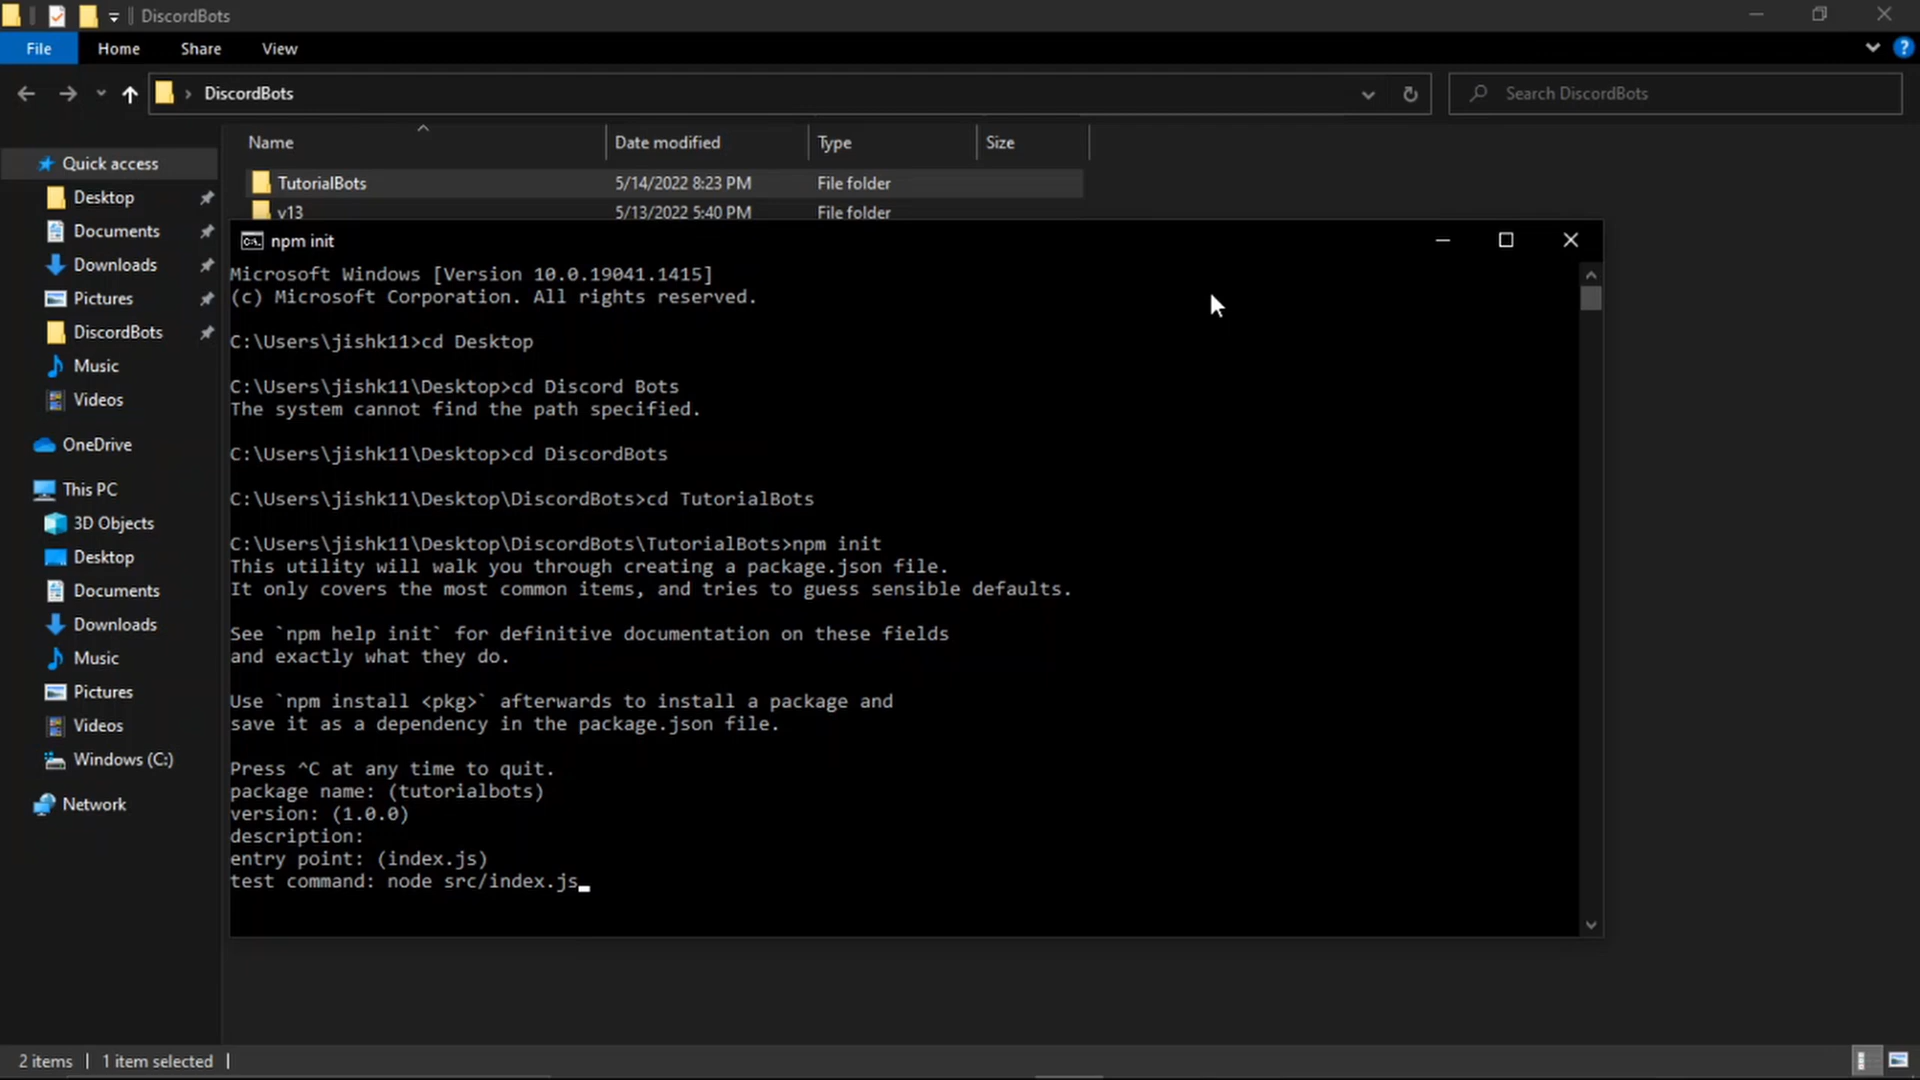 DiscordBots
File Home Share View
DiscordBots
Search DiscordBots
Name Date modified Type Size
TutorialBots 5/14/2022 8:23 PM File folder
v13 5/13/2022 5:40 PM File folder
Quick access
Desktop
Documents
Downloads
Pictures
DiscordBots
Music
Videos
OneDrive
This PC
3D Objects
Desktop
Documents
Downloads
Music
Pictures
Videos
Windows (C:)
Network
npm init
Microsoft Windows [Version 10.0.19041.1415]
(c) Microsoft Corporation. All rights reserved.
C:\Users\jishk11>cd Desktop
C:\Users\jishk11\Desktop>cd Discord Bots
The system cannot find the path specified.
C:\Users\jishk11\Desktop>cd DiscordBots
C:\Users\jishk11\Desktop\DiscordBots>cd TutorialBots
C:\Users\jishk11\Desktop\DiscordBots\TutorialBots>npm init
This utility will walk you through creating a package.json file.
It only covers the most common items, and tries to guess sensible defaults.
See `npm help init` for definitive documentation on these fields
and exactly what they do.
Use `npm install <pkg>` afterwards to install a package and
save it as a dependency in the package.json file.
Press ^C at any time to quit.
package name: (tutorialbots)
version: (1.0.0)
description:
entry point: (index.js)
test command: node src/index.js
2 items 1 item selected